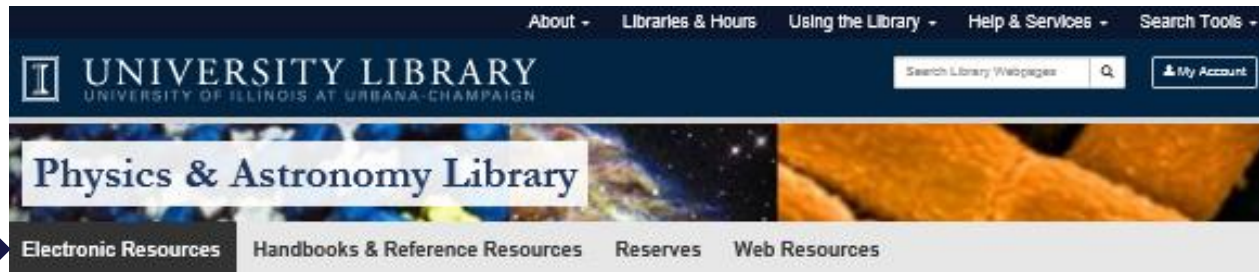 About Libraries & Hours Using the Library Help & Services Search Tools
I UNIVERSITY LIBRARY Search Library Webpages My Account
UNIVERSITY OF ILLINOIS AT URBANA-CHAMPAIGN
Physics & Astronomy Library
Electronic Resources Handbooks & Reference Resources Reserves Web Resources